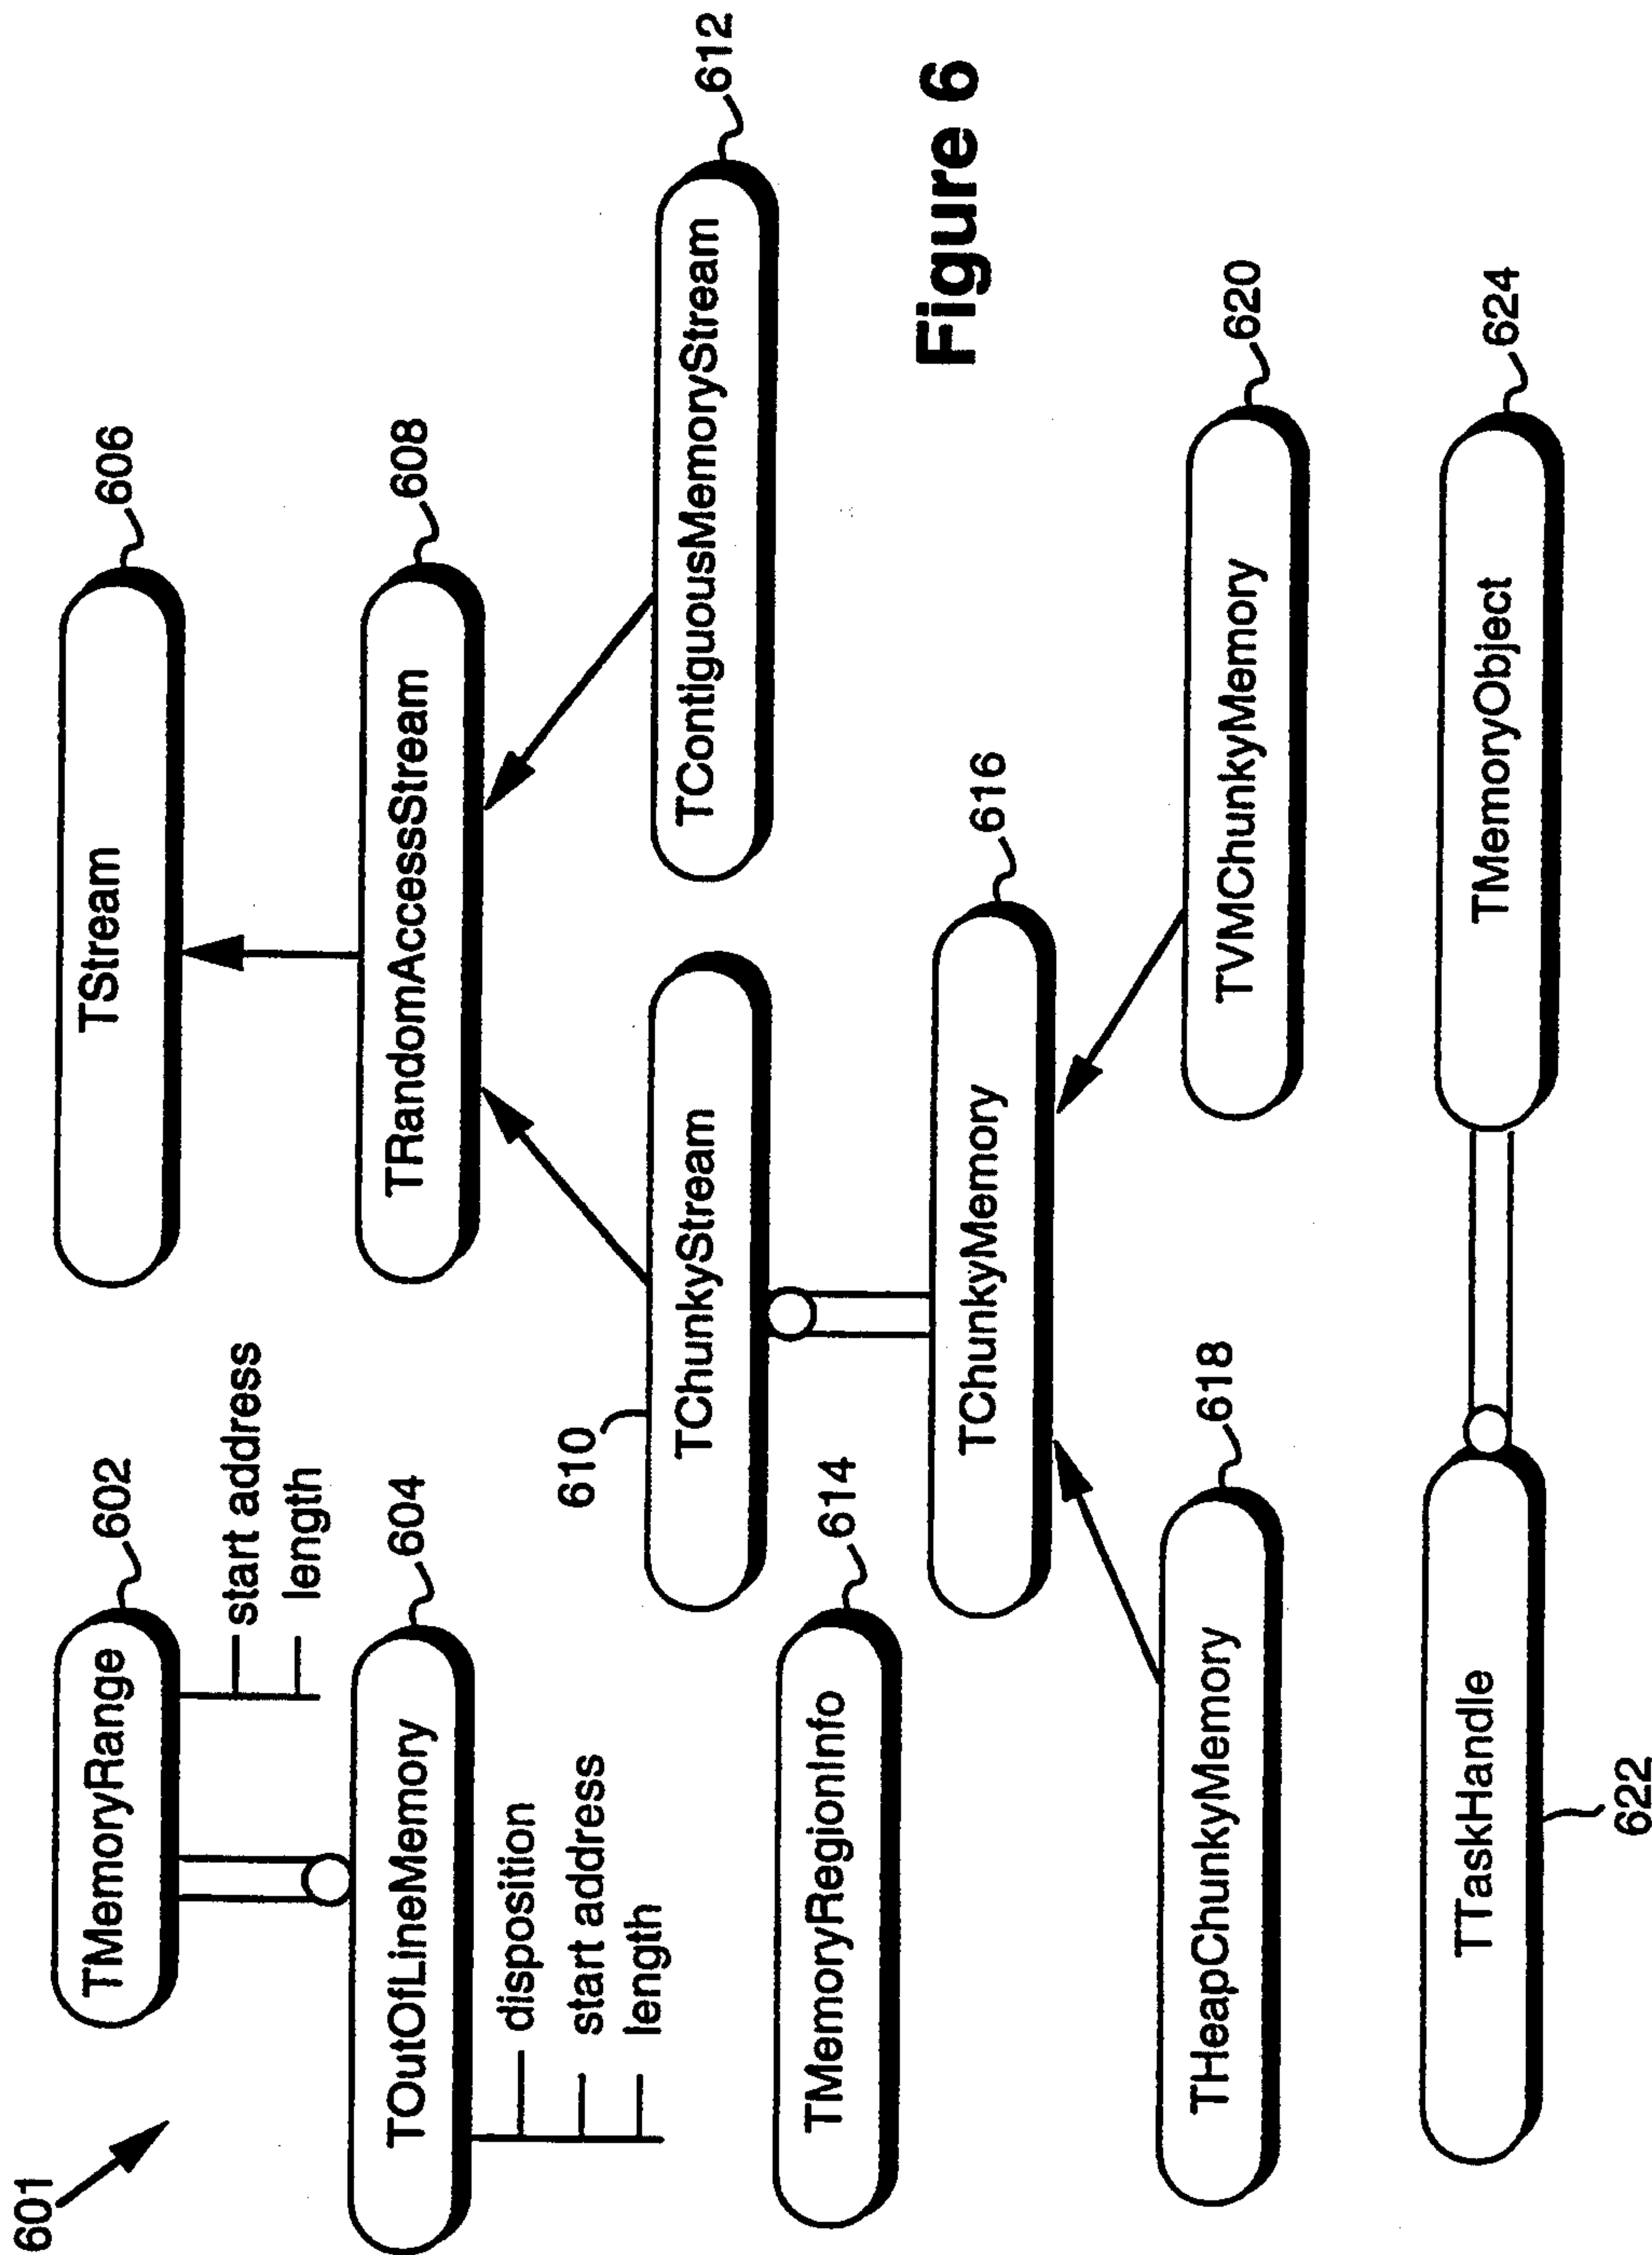 601
TMemoryRange
602
start address
length
TOutOfLineMemory
604
disposition
start address
length
TStream
606
TRandomAccessStream
608
610
TChunkyStream
TContiguousMemoryStream
612
TMemoryRegionInfo
614
TChunkyMemory
616
Figure 6
THeapChunkyMemory
618
TVMChunkyMemory
620
TTaskHandle
622
TMemoryObject
624